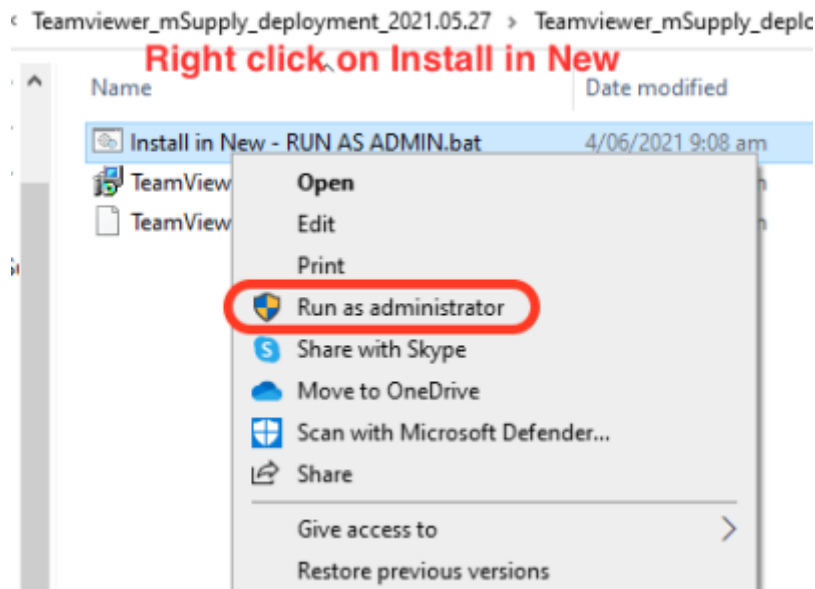 Teamviewer_mSupply_deployment_2021.05.27 > Teamviewer_mSupply_deplo
Right click on Install in New
Name Date modified
Install in New - RUN AS ADMIN.bat 4/06/2021 9:08 am
TeamView
TeamView
Open
Edit
Print
Run as administrator
Share with Skype
Move to OneDrive
Scan with Microsoft Defender...
Share
Give access to
Restore previous versions